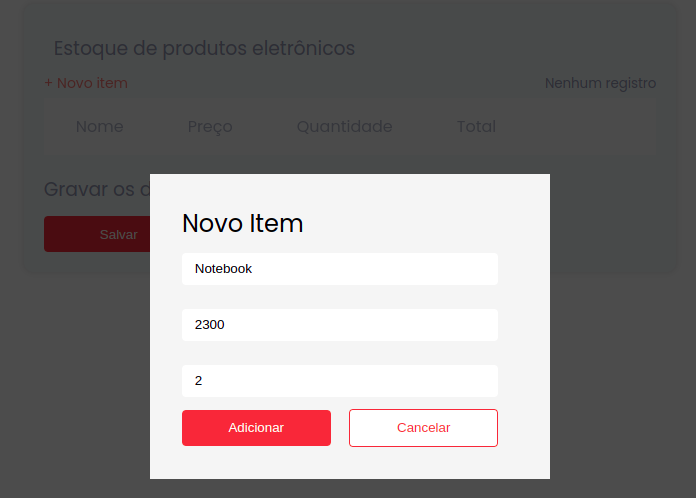 Estoque de produtos eletrônicos
+ Novo item
Nenhum registro
Nome Preço Quantidade Total
Gravar os d
Salvar
Novo Item
Notebook
2300
2
Adicionar Cancelar